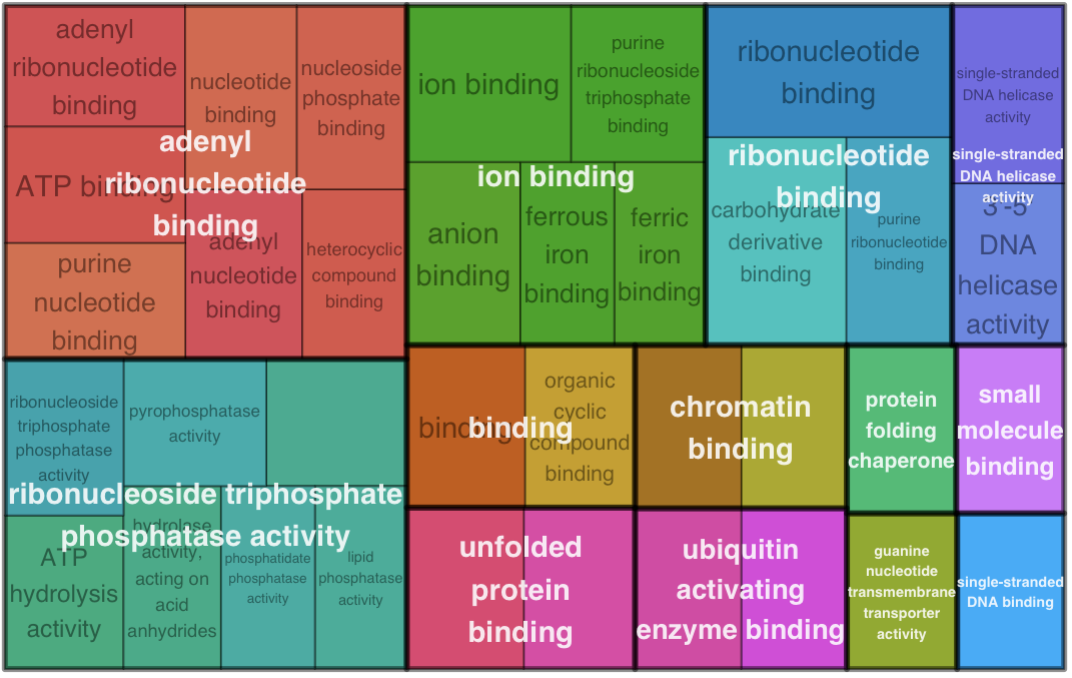 adenyl
ribonucleotide
binding
nucleotide
binding
nucleoside
phosphate
binding
ATP binding
adenyl
ribonucleotide
binding
purine
nucleotide
binding
adenyl
nucleotide
binding
heterocyclic
compound
binding
ion binding
purine
ribonucleoside
triphosphate
binding
ion binding
anion
binding
ferrous
iron
binding
ferric
iron
binding
ribonucleotide
binding
ribonucleotide
binding
carbohydrate
derivative
binding
purine
ribonucleotide
binding
single-stranded
DNA helicase
activity
single-stranded
DNA helicase
activity
3'-5'
DNA
helicase
activity
ribonucleoside
triphosphate
phosphatase
activity
pyrophosphatase
activity
ribonucleoside triphosphate
phosphatase activity
ATP
hydrolysis
activity
hydrolase
activity,
acting on
acid
anhydrides
phosphatidate
phosphatase
activity
lipid
phosphatase
activity
binding
binding
organic
cyclic
compound
binding
chromatin
binding
protein
folding
chaperone
small
molecule
binding
unfolded
protein
binding
ubiquitin
activating
enzyme binding
guanine
nucleotide
transmembrane
transporter
activity
single-stranded
DNA binding